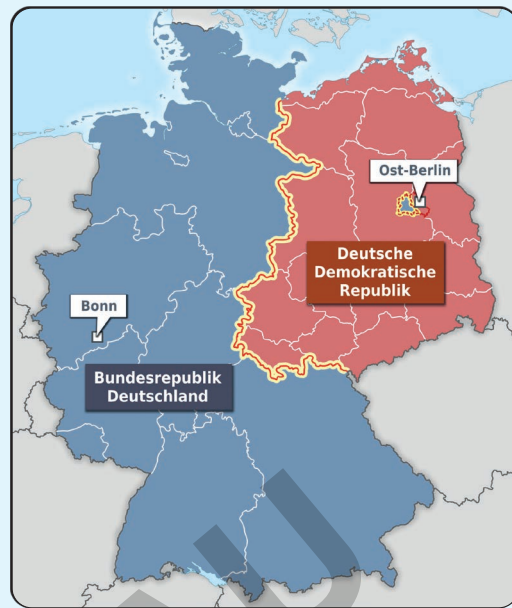 Ost-Berlin
Deutsche
Demokratische
Republik
Bonn
Bundesrepublik
Deutschland